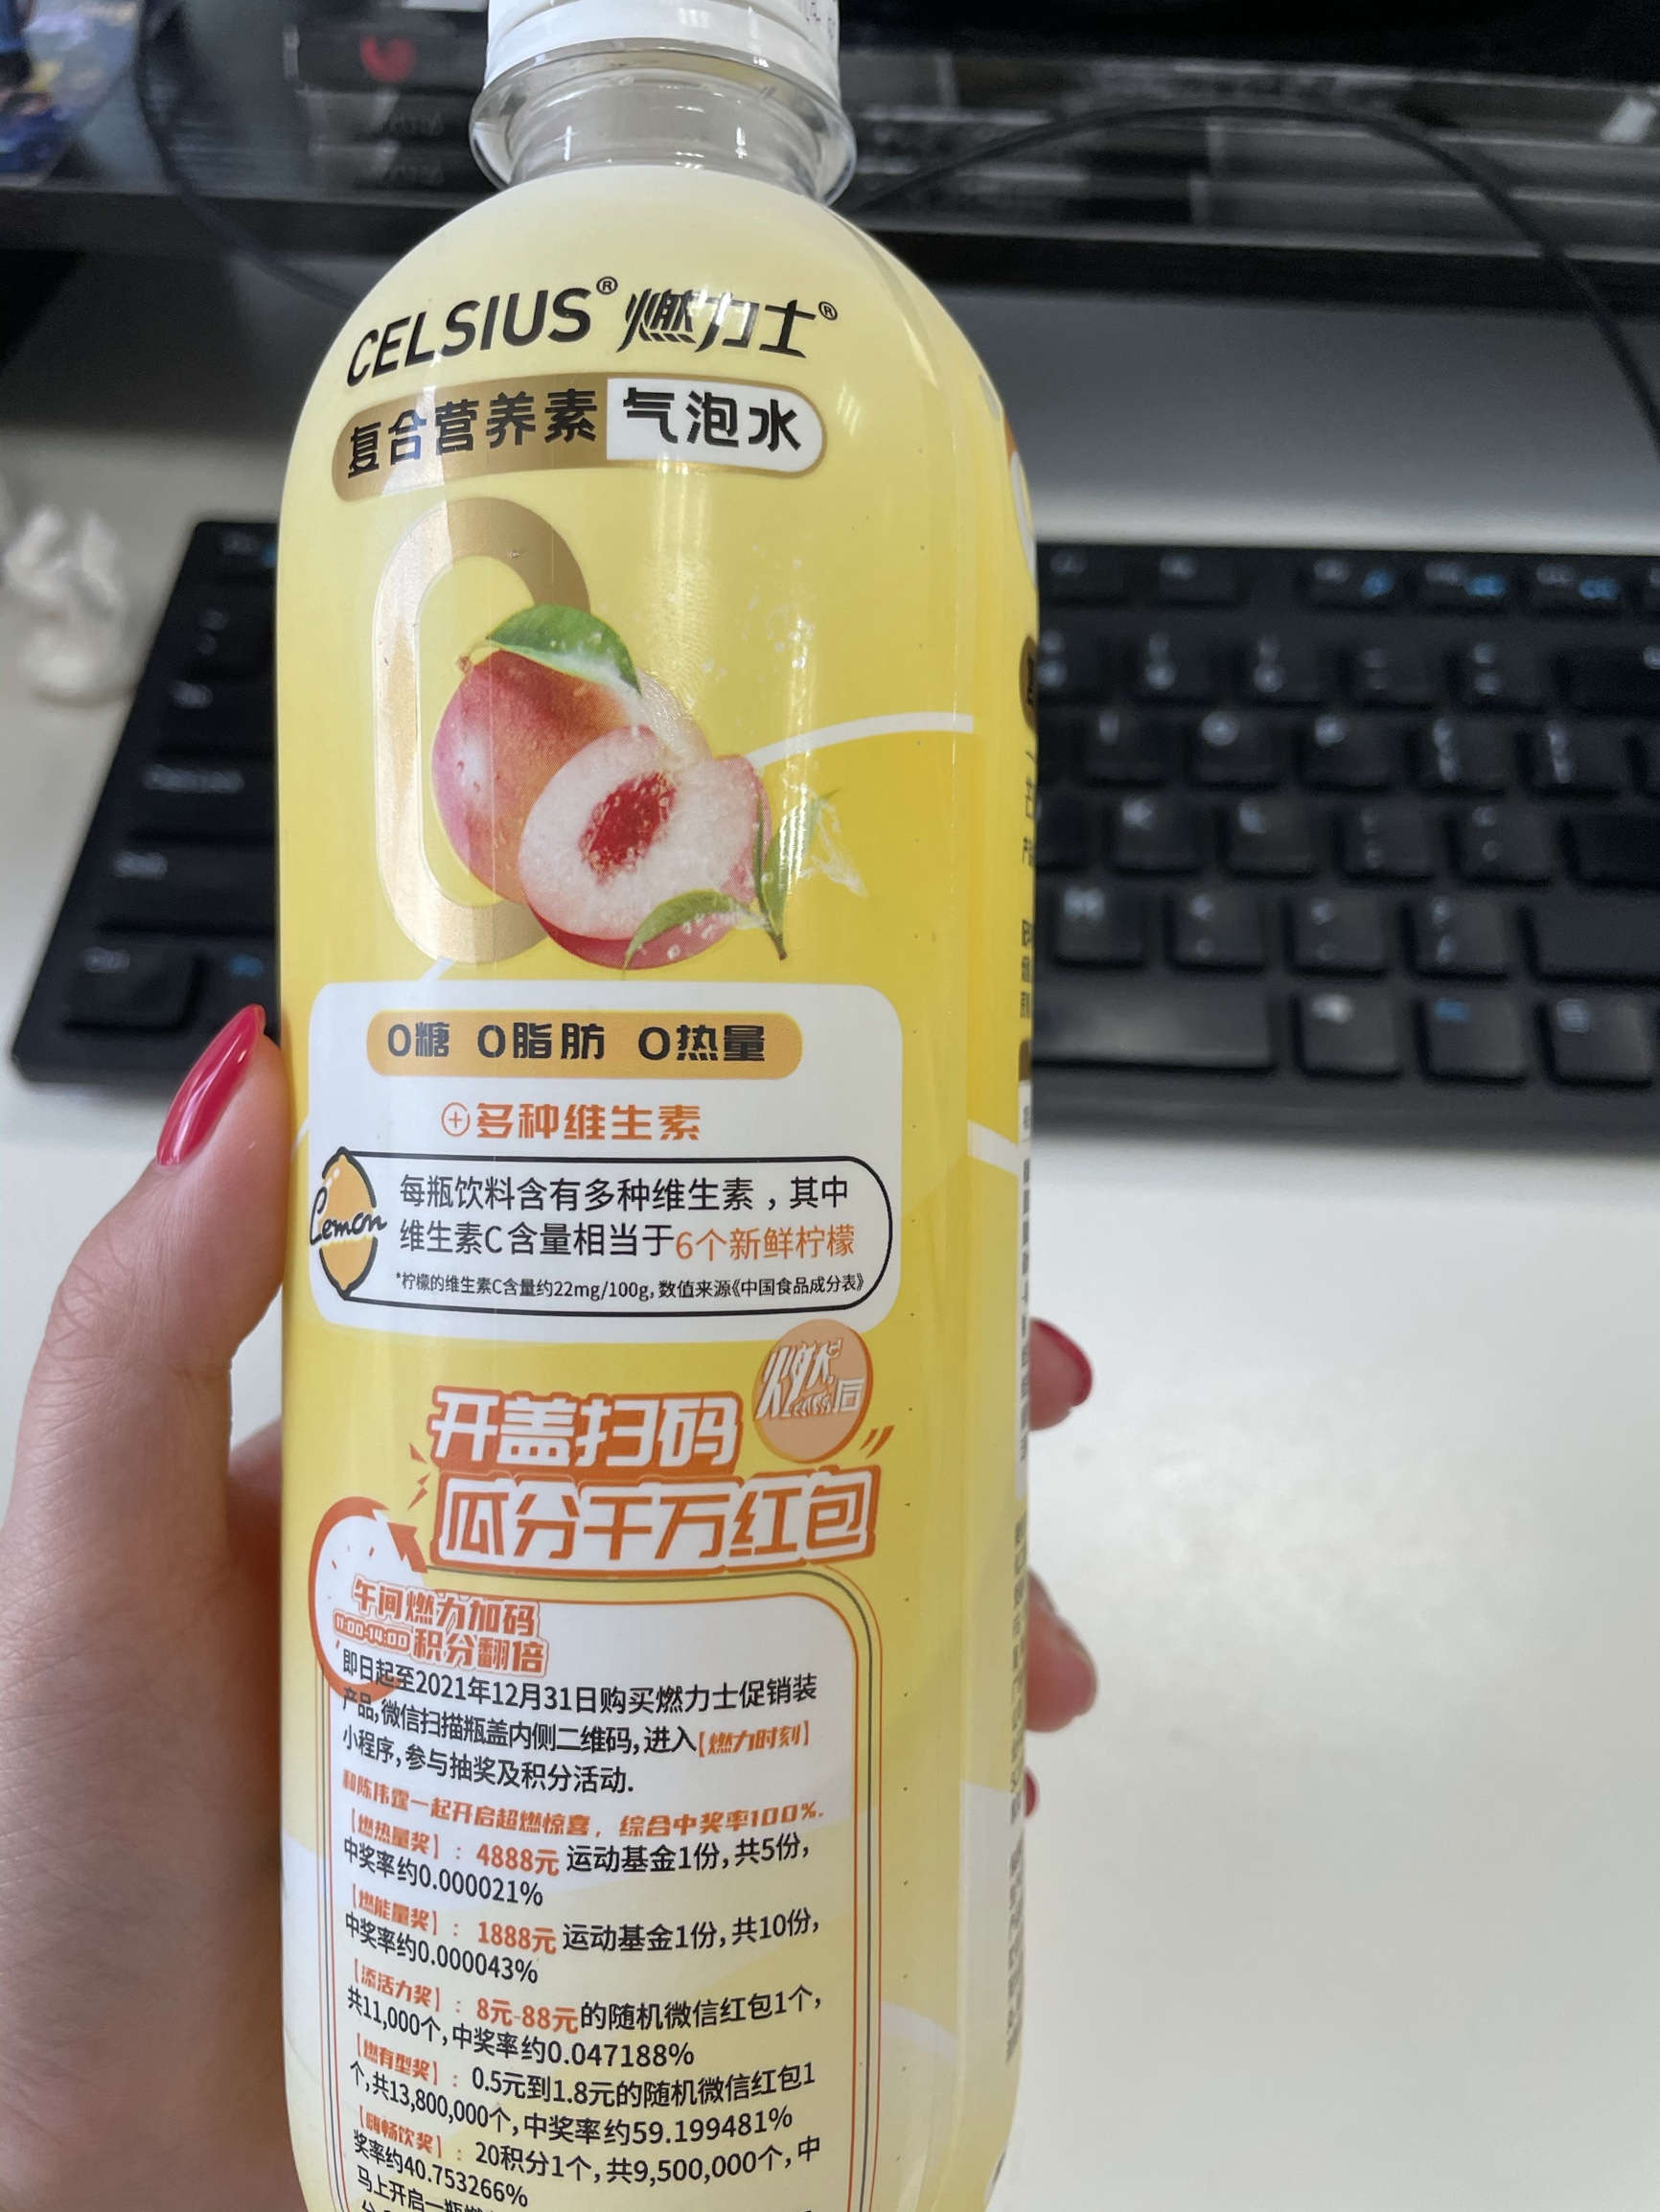 CELSIUS® 燃力士®
复合营养素 气泡水
0糖 0脂肪 0热量
+多种维生素
Lemon
每瓶饮料含有多种维生素，其中
维生素C含量相当于6个新鲜柠檬
*柠檬的维生素C含量约22mg/100g,数值来源《中国食品成分表》
开盖扫码
瓜分千万红包
午间燃力加码
11:00-14:00积分翻倍
即日起至2021年12月31日购买燃力士促销装
产品,微信扫描瓶盖内侧二维码,进入【燃力时刻】
小程序,参与抽奖及积分活动.
和陈伟霆一起开启超燃惊喜，综合中奖率100%.
【燃热量奖】：4888元 运动基金1份,共5份,
中奖率约0.000021%
【燃能量奖】：1888元 运动基金1份,共10份,
中奖率约0.000043%
【添活力奖】：8元-88元的随机微信红包1个,
共11,000个,中奖率约0.047188%
【燃有型奖】：0.5元到1.8元的随机微信红包1
个,共13,800,000个,中奖率约59.199481%
【嗨畅饮奖】：20积分1个,共9,500,000个,中
奖率约40.753266%
马上开启一瓶燃